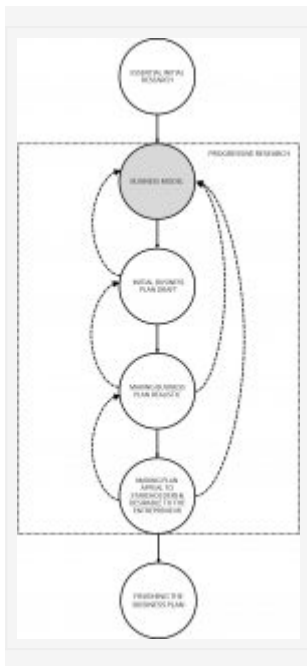 ESSENTIAL INITIAL
RESEARCH
PROGRESSIVE RESEARCH
BUSINESS MODEL
INITIAL BUSINESS
PLAN DRAFT
MAKING BUSINESS
PLAN REALISTIC
MAKING PLAN
APPEAL TO
STAKEHOLDERS &
DESIRABLE TO THE
ENTREPRENEUR
FINISHING THE
BUSINESS PLAN